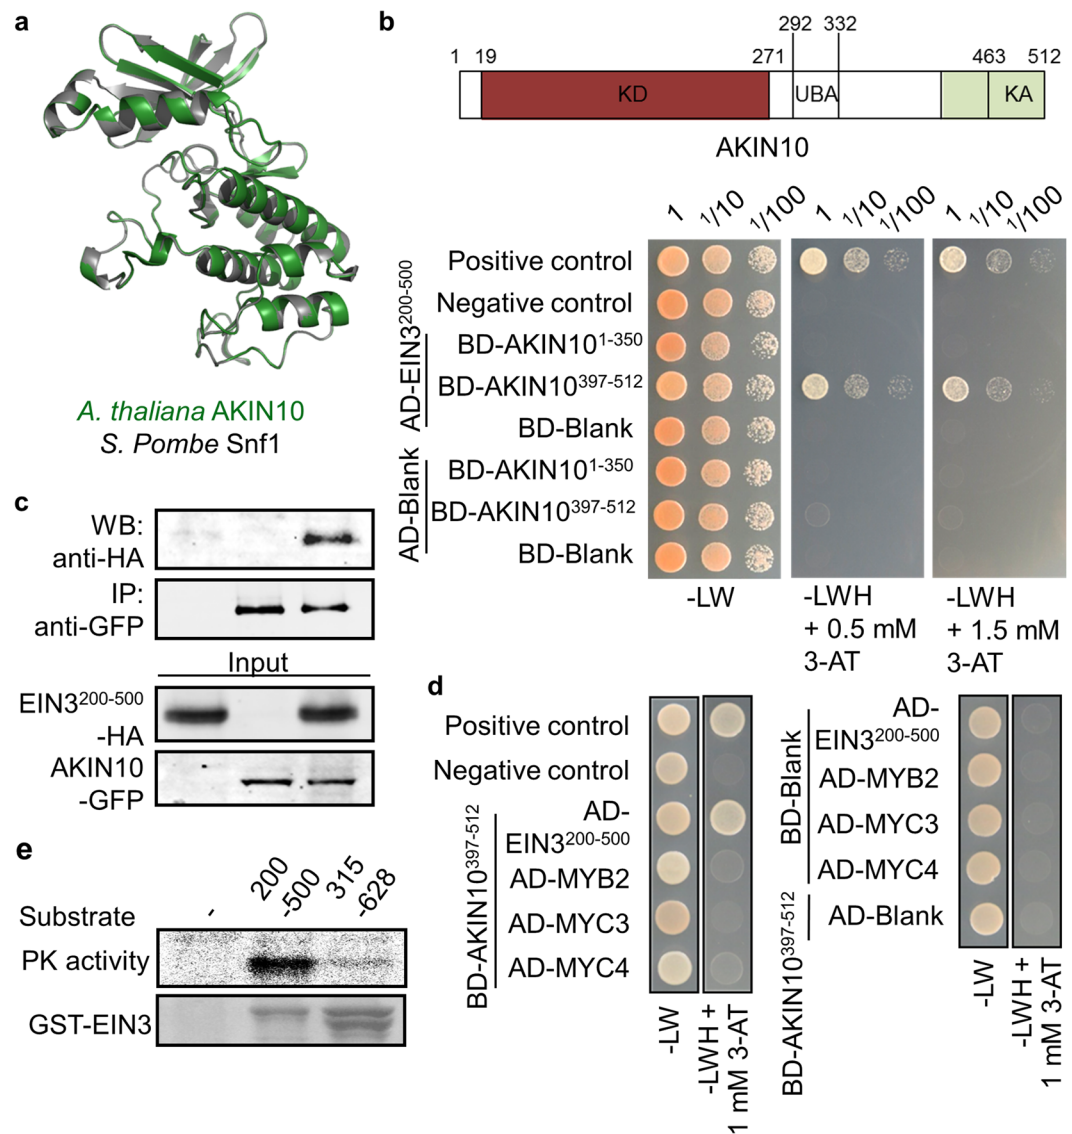 a
A. thaliana AKIN10
S. Pombe Snf1
b
292 332
1 19 271 463 512
KD UBA KA
AKIN10
1 1/10 1/100 1 1/10 1/100 1 1/10 1/100
AD-EIN3200-500
AD-Blank
Positive control
Negative control
BD-AKIN101-350
BD-AKIN10397-512
BD-Blank
BD-AKIN101-350
BD-AKIN10397-512
BD-Blank
-LW
-LWH
+ 0.5 mM
3-AT
-LWH
+ 1.5 mM
3-AT
c
WB:
anti-HA
IP:
anti-GFP
Input
EIN3200-500
-HA
AKIN10
-GFP
d
Positive control
Negative control
BD-AKIN10397-512
AD-
EIN3200-500
AD-MYB2
AD-MYC3
AD-MYC4
-LW
-LWH +
1 mM 3-AT
BD-Blank
AD-
EIN3200-500
AD-MYB2
AD-MYC3
AD-MYC4
BD-AKIN10397-512
AD-Blank
-LW
-LWH +
1 mM 3-AT
e
Substrate - 200 -500 315 -628
PK activity
GST-EIN3